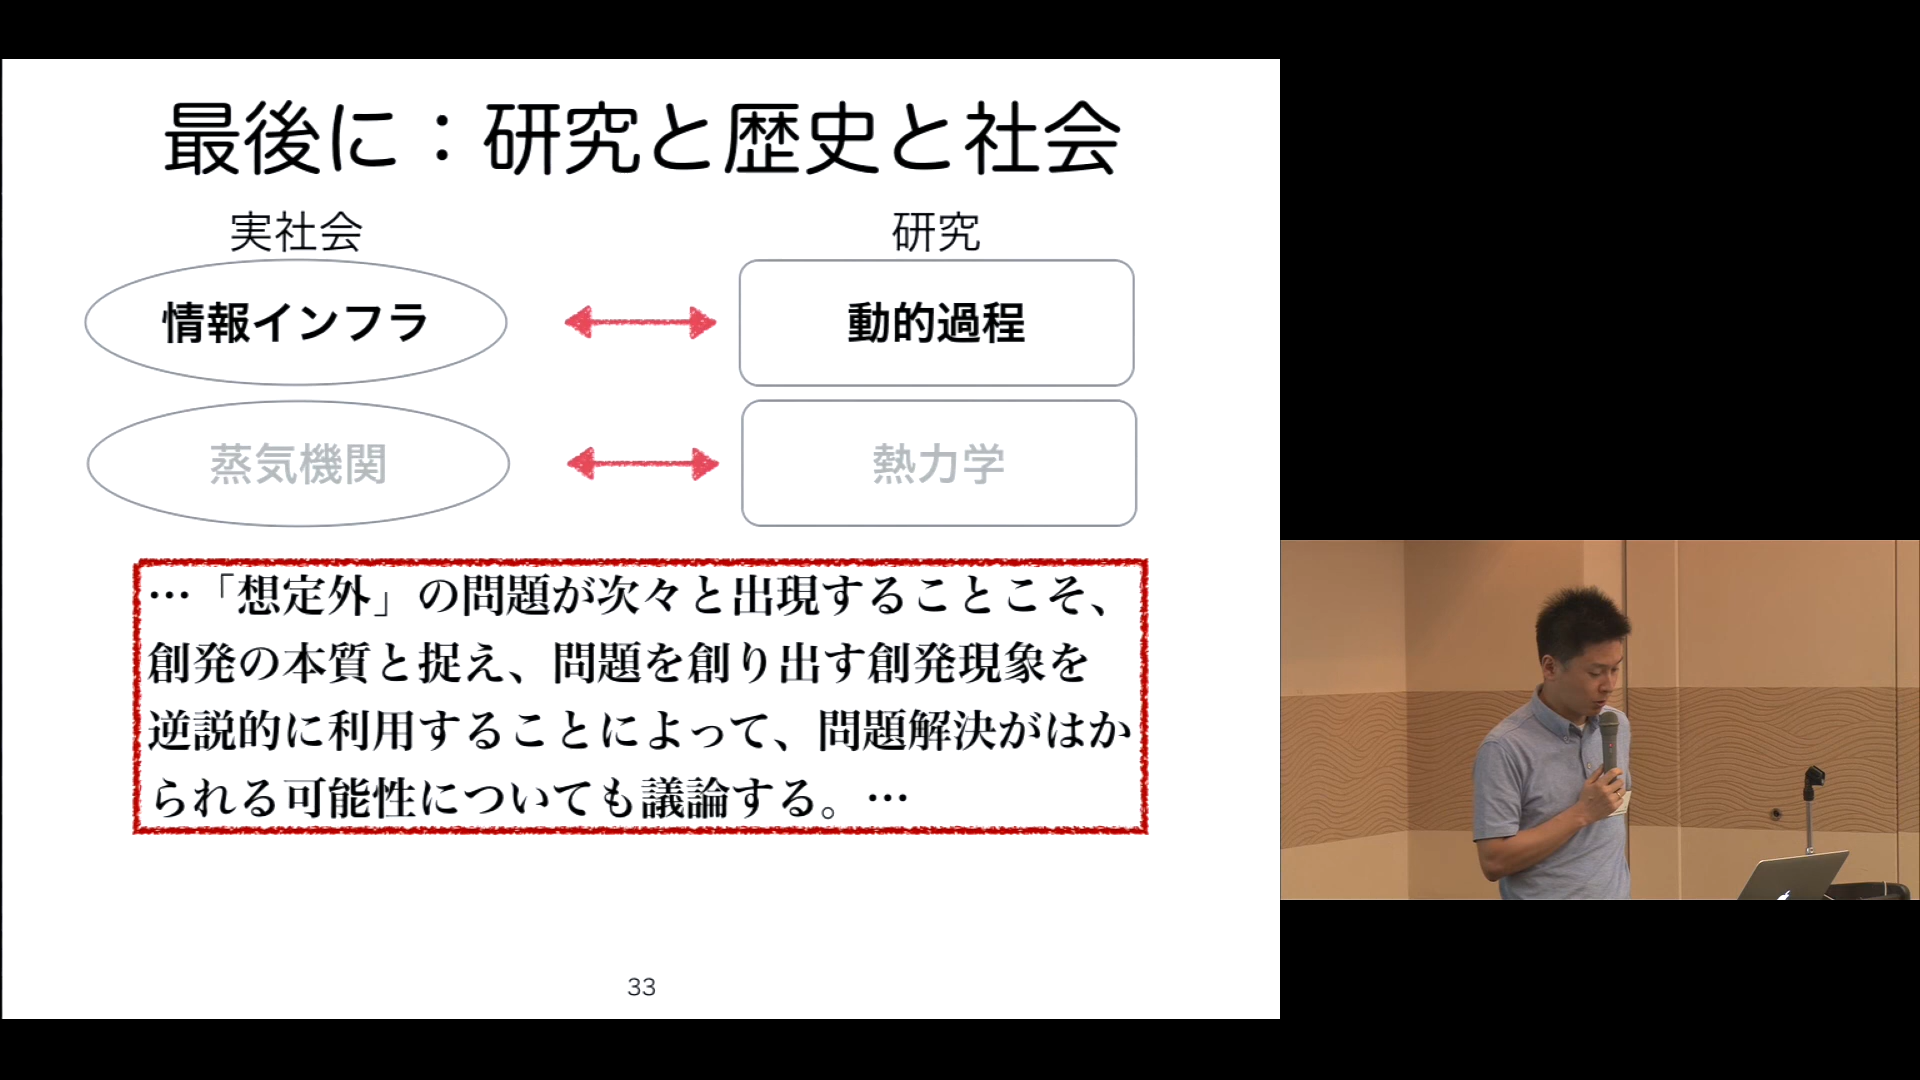 最後に：研究と歴史と社会
実社会
研究
情報インフラ
動的過程
蒸気機関
熱力学
…「想定外」の問題が次々と出現することこそ、
創発の本質と捉え、問題を創り出す創発現象を
逆説的に利用することによって、問題解決がはか
られる可能性についても議論する。…
33